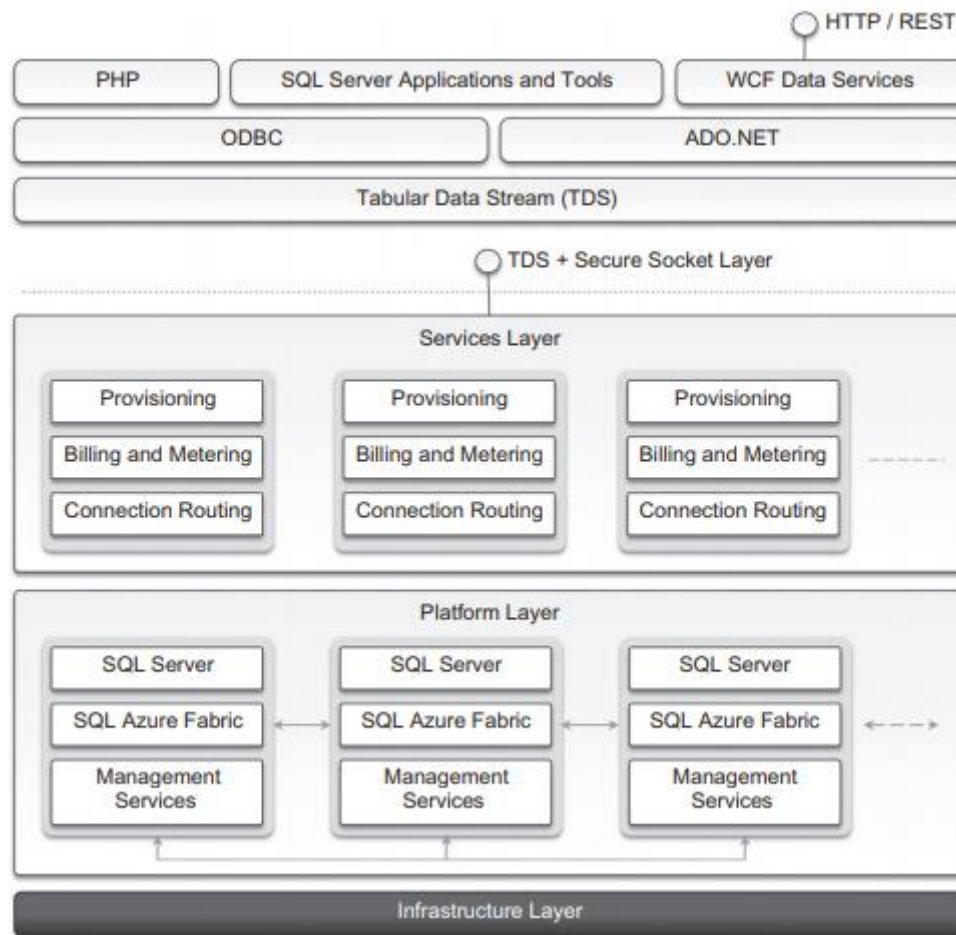 HTTP / REST
PHP
SQL Server Applications and Tools
WCF Data Services
ODBC
ADO.NET
Tabular Data Stream (TDS)
TDS + Secure Socket Layer
Services Layer
Provisioning
Billing and Metering
Connection Routing
Provisioning
Billing and Metering
Connection Routing
Provisioning
Billing and Metering
Connection Routing
Platform Layer
SQL Server
SQL Azure Fabric
Management
Services
SQL Server
SQL Azure Fabric
Management
Services
SQL Server
SQL Azure Fabric
Management
Services
Infrastructure Layer